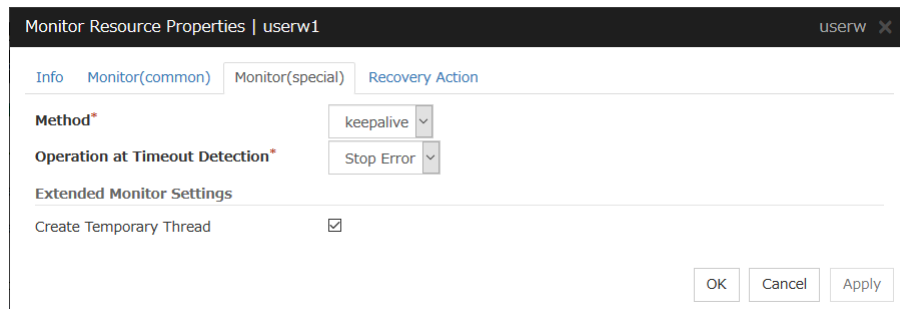 Monitor Resource Properties | userw1 userw ×
Info Monitor(common) Monitor(special) Recovery Action
Method* keepalive
Operation at Timeout Detection* Stop Error
Extended Monitor Settings
Create Temporary Thread
OK Cancel Apply